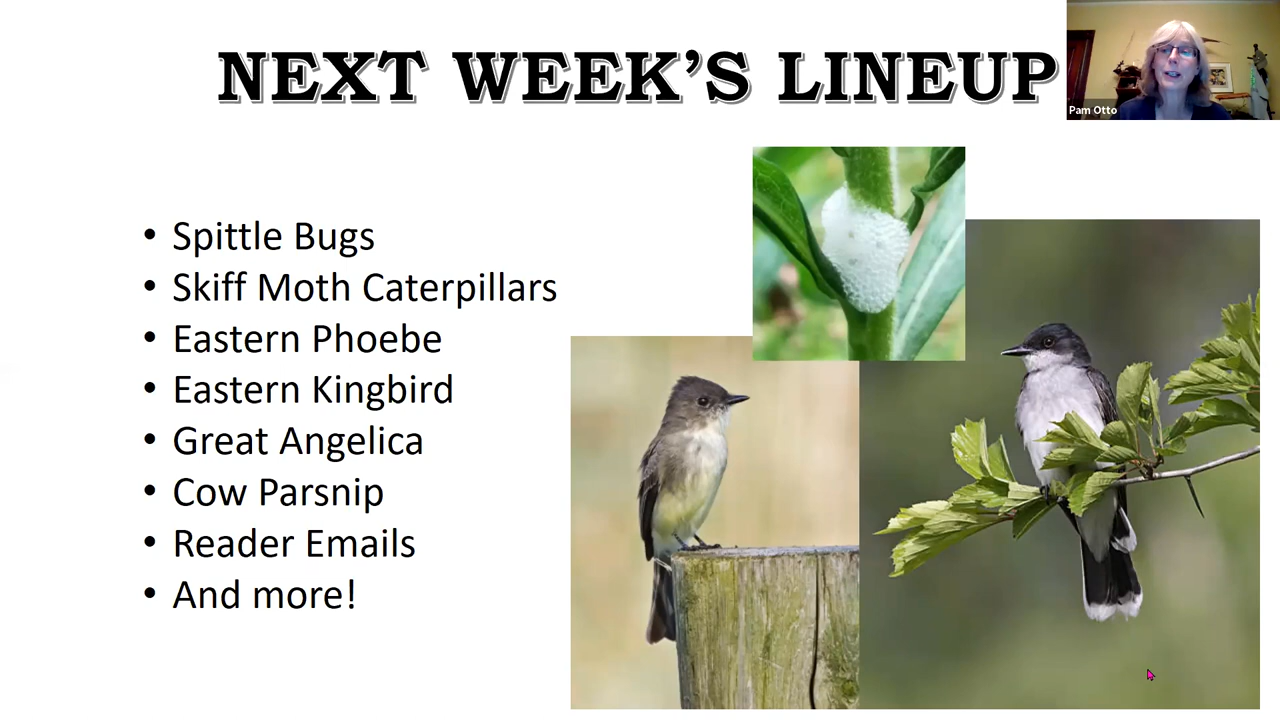 NEXT WEEK’S LINEUP
Pam Otto
• Spittle Bugs
• Skiff Moth Caterpillars
• Eastern Phoebe
• Eastern Kingbird
• Great Angelica
• Cow Parsnip
• Reader Emails
• And more!